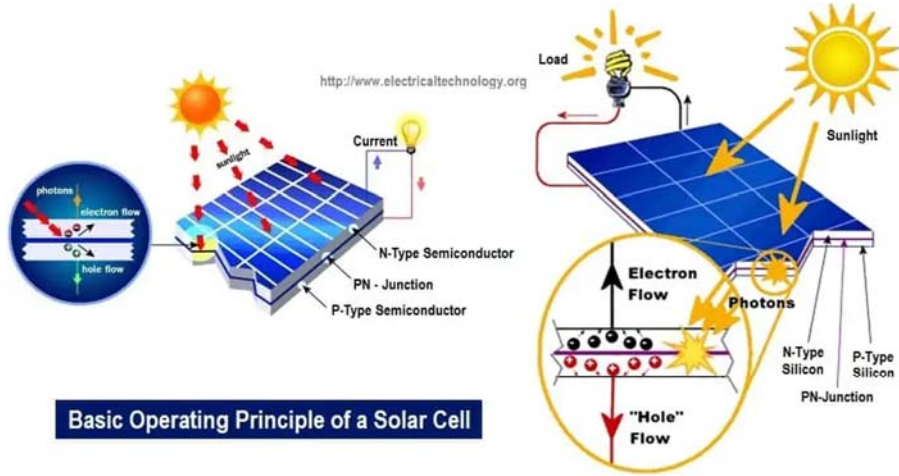 http://www.electricaltechnology.org
Current
sunlight
photons
electron flow
hole flow
N-Type Semiconductor
PN - Junction
P-Type Semiconductor
Basic Operating Principle of a Solar Cell
Load
Sunlight
Electron
Flow
Photons
N-Type
Silicon
P-Type
Silicon
PN-Junction
"Hole"
Flow